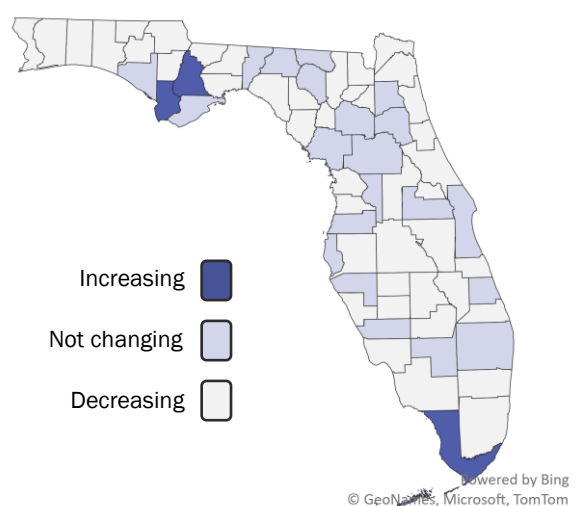 Increasing
Not changing
Decreasing
Powered by Bing
© GeoNames, Microsoft, TomTom